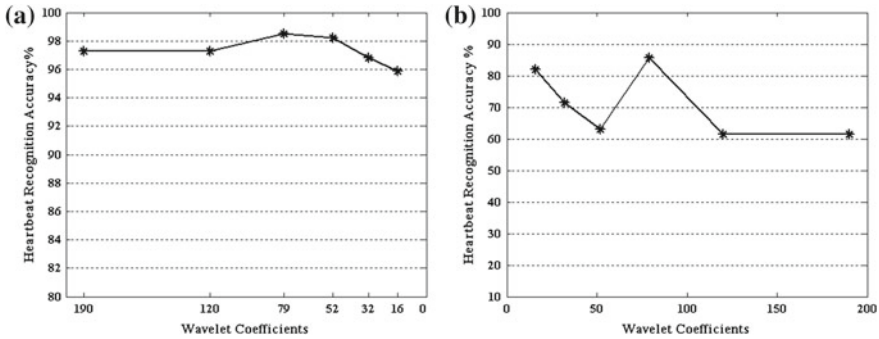 (a)
Heartbeat Recognition Accuracy%
100
98
96
94
92
90
88
86
84
82
80
190 120 79 52 32 16 0
Wavelet Coefficients
(b)
Heartbeat Recognition Accuracy %
100
90
80
70
60
50
40
30
20
10
0 50 100 150 200
Wavelet Coefficients